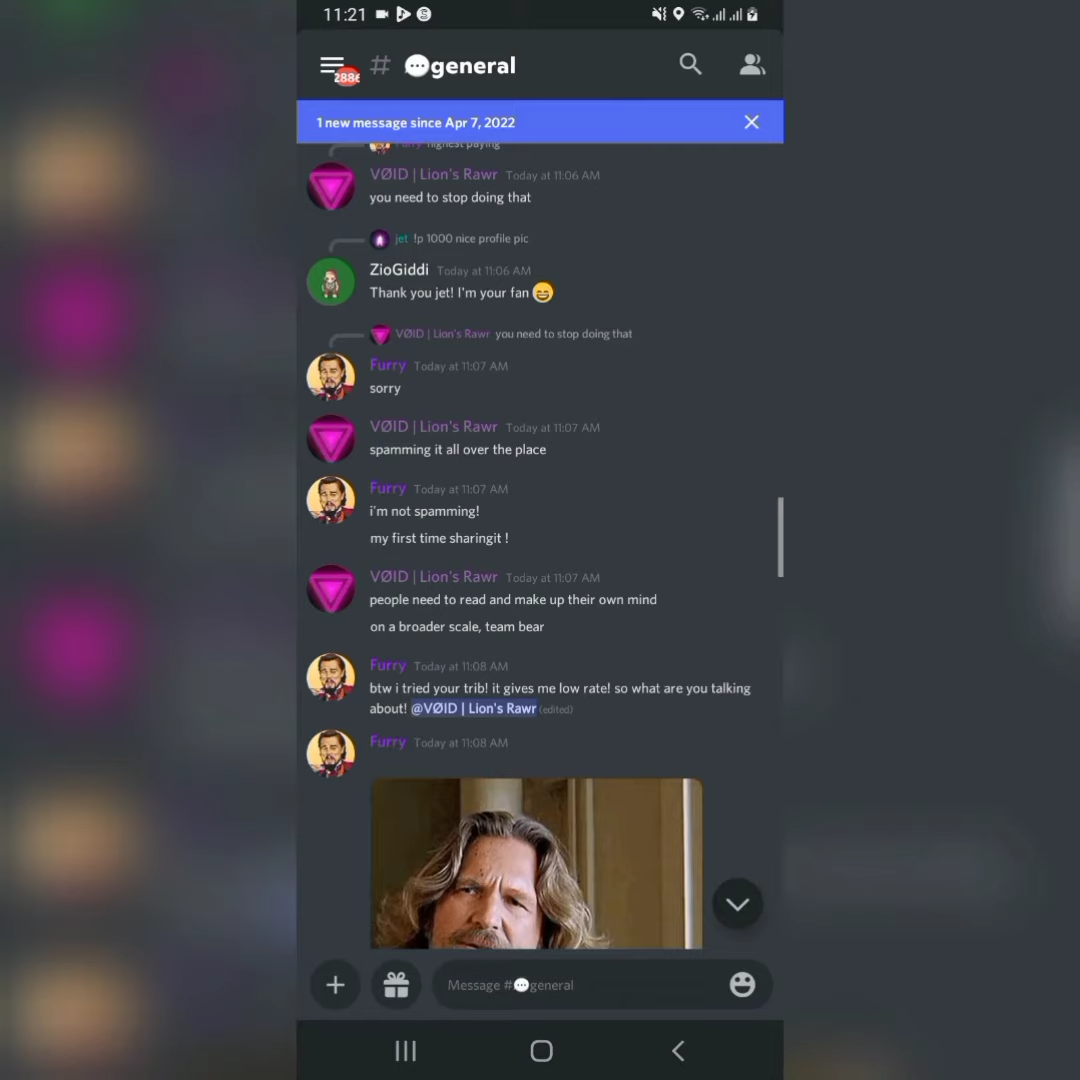 11:21
2886
# 💬general
1 new message since Apr 7, 2022
Furry highest paying
VØID | Lion's Rawr Today at 11:06 AM
you need to stop doing that
jet !p 1000 nice profile pic
ZioGiddi Today at 11:06 AM
Thank you jet! I'm your fan 😄
VØID | Lion's Rawr you need to stop doing that
Furry Today at 11:07 AM
sorry
VØID | Lion's Rawr Today at 11:07 AM
spamming it all over the place
Furry Today at 11:07 AM
i'm not spamming!
my first time sharingit !
VØID | Lion's Rawr Today at 11:07 AM
people need to read and make up their own mind
on a broader scale, team bear
Furry Today at 11:08 AM
btw i tried your trib! it gives me low rate! so what are you talking
about! @VØID | Lion's Rawr (edited)
Furry Today at 11:08 AM
Message #💬general